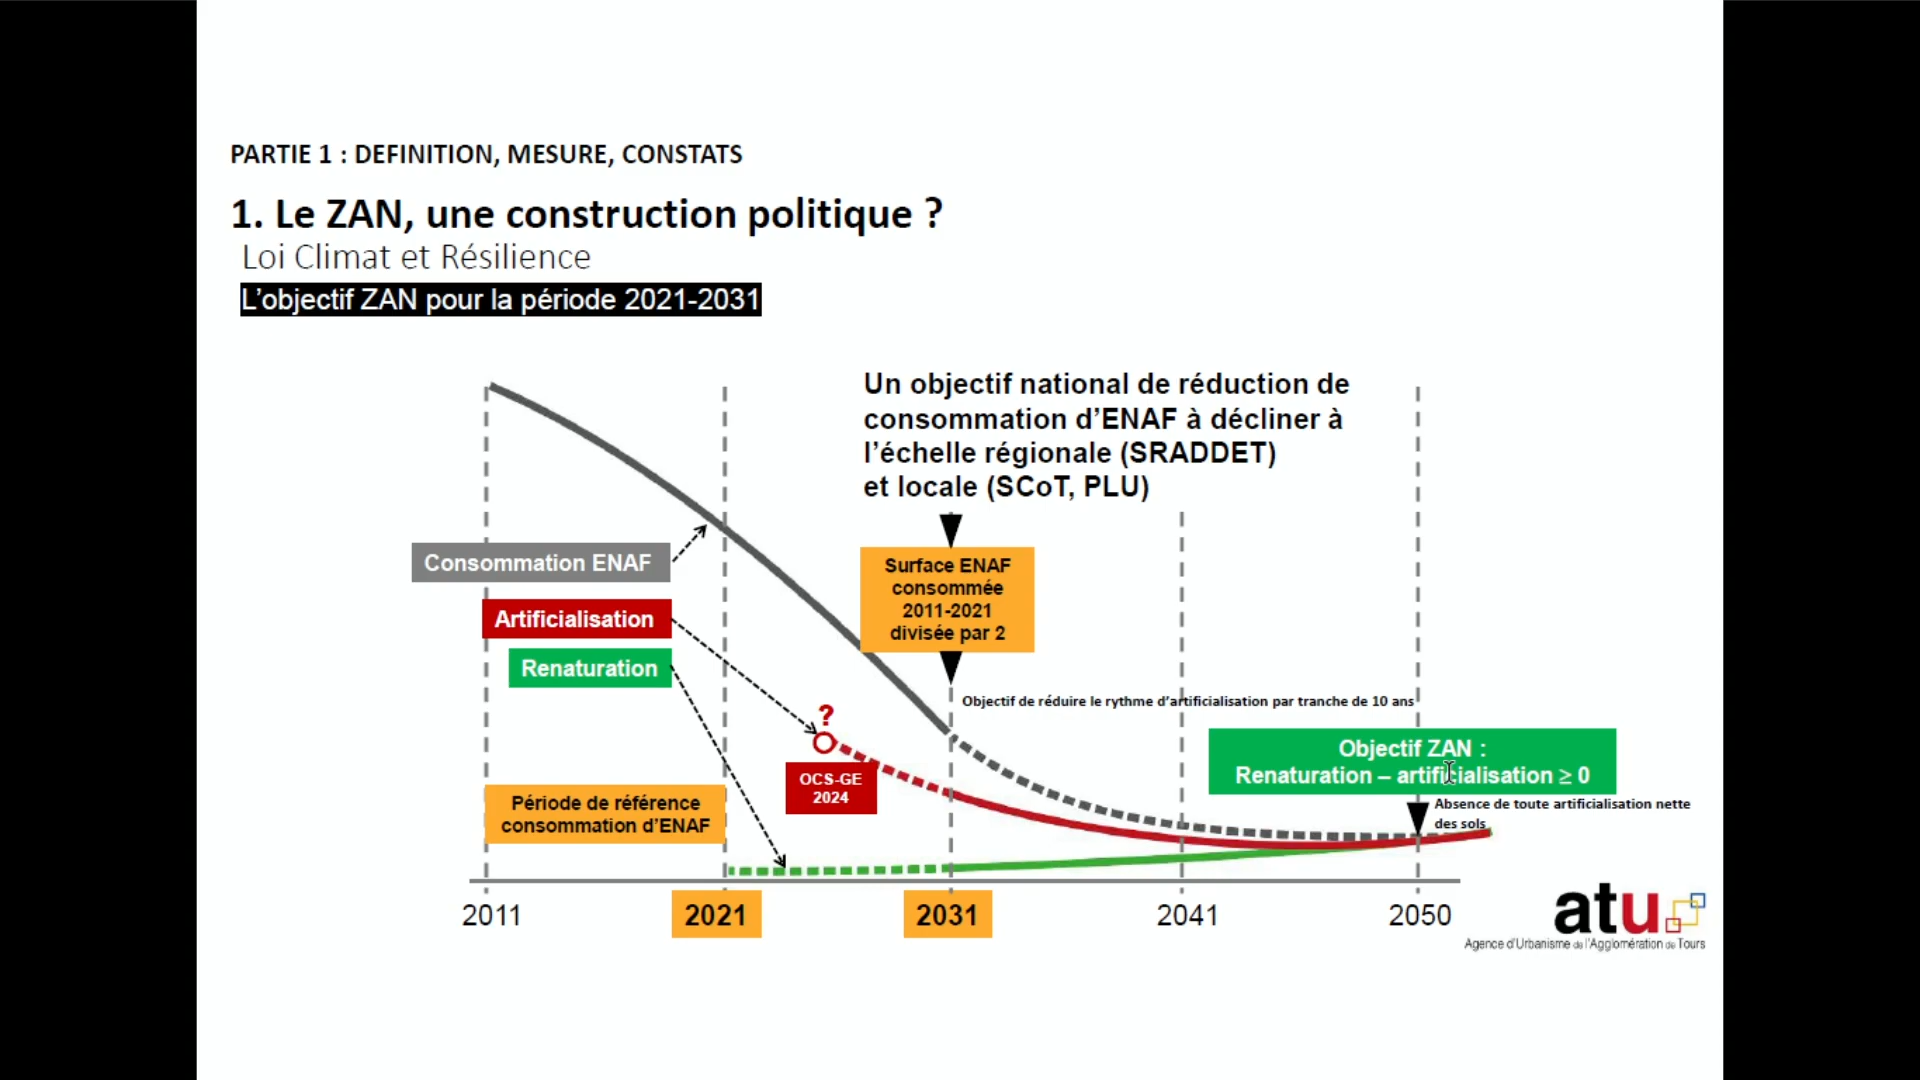 PARTIE 1 : DEFINITION, MESURE, CONSTATS
1. Le ZAN, une construction politique ?
Loi Climat et Résilience
L'objectif ZAN pour la période 2021-2031
Un objectif national de réduction de
consommation d'ENAF à décliner à
l'échelle régionale (SRADDET)
et locale (SCoT, PLU)
Consommation ENAF
Artificialisation
Renaturation
Surface ENAF
consommée
2011-2021
divisée par 2
Objectif de réduire le rythme d'artificialisation par tranche de 10 ans
?
OCS-GE
2024
Objectif ZAN :
Renaturation – artificialisation ≥ 0
Absence de toute artificialisation nette
des sols
Période de référence
consommation d'ENAF
2011
2021
2031
2041
2050
atu
Agence d'Urbanisme de l'Agglomération de Tours